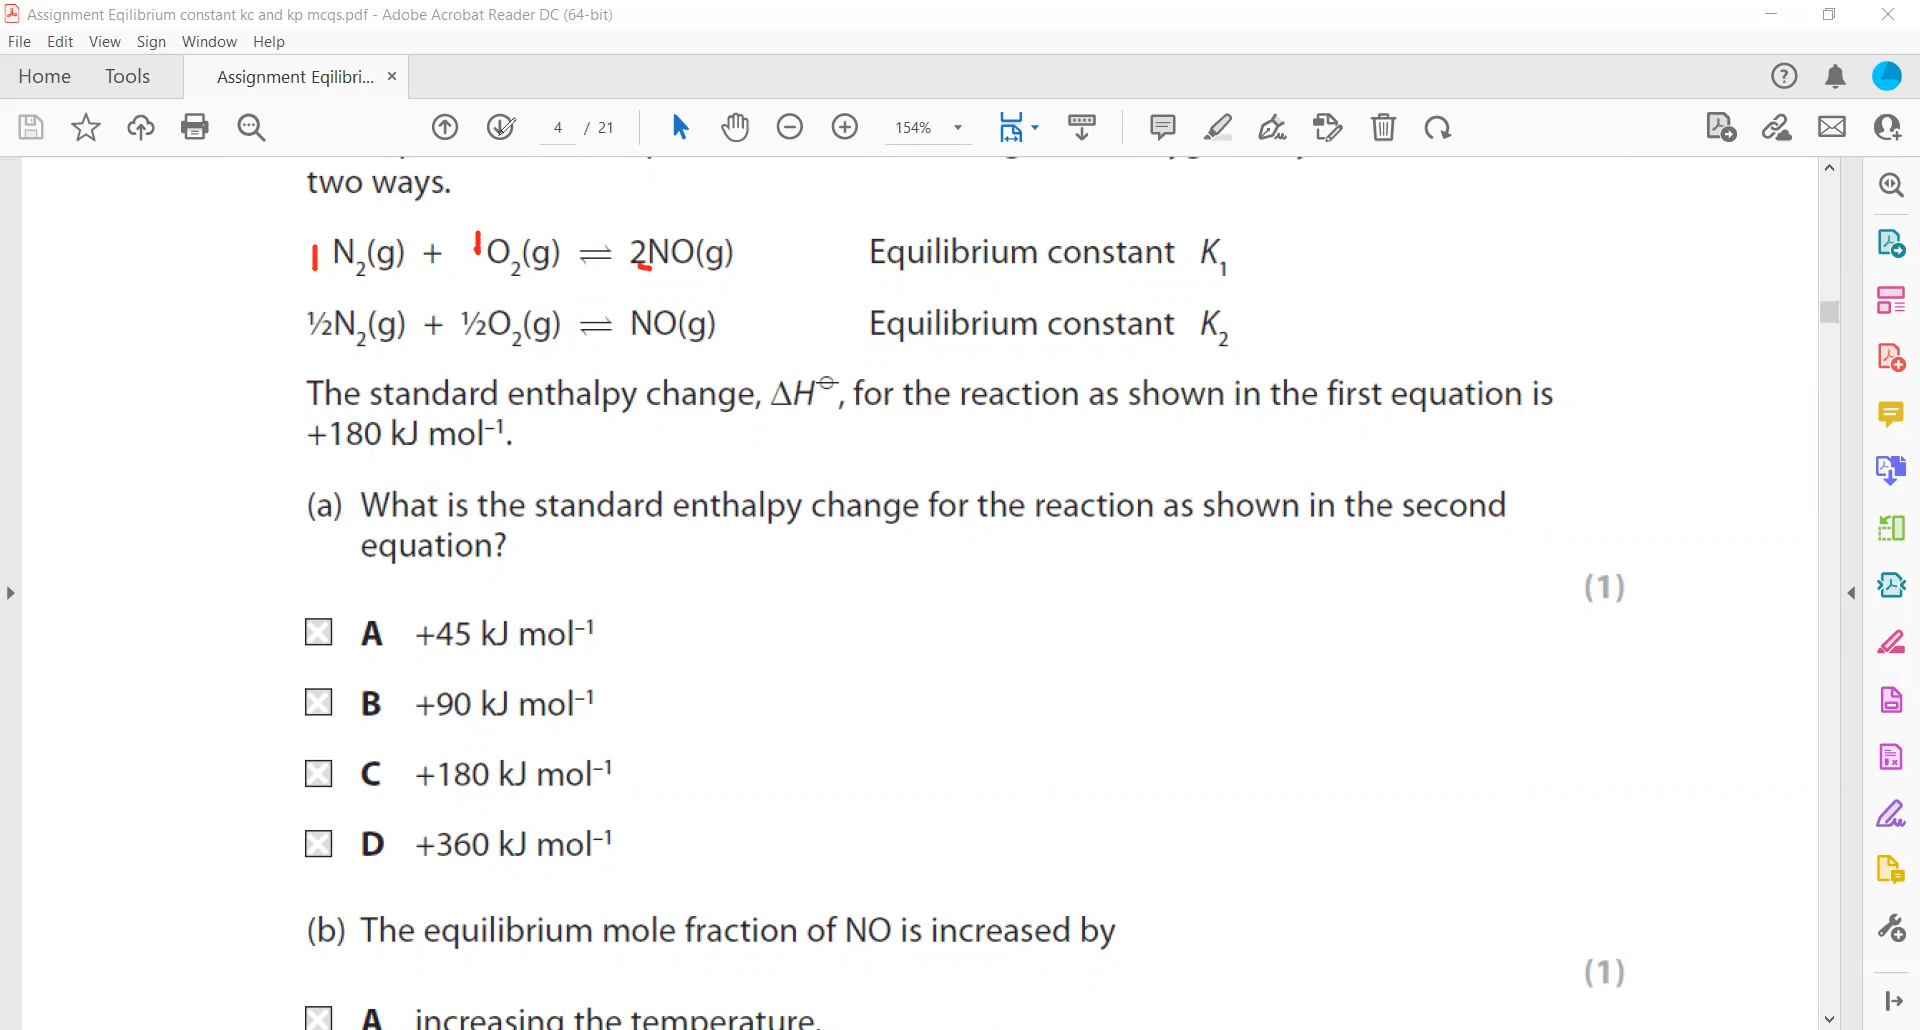 Assignment Eqilibrium constant kc and kp mcqs.pdf - Adobe Acrobat Reader DC (64-bit)
File Edit View Sign Window Help
Home Tools Assignment Eqilibri... ×
4 / 21 154%
two ways.
1 N₂(g) + 1 O₂(g) ⇌ 2NO(g) Equilibrium constant K₁
½N₂(g) + ½O₂(g) ⇌ NO(g) Equilibrium constant K₂
The standard enthalpy change, ΔH⦵, for the reaction as shown in the first equation is
+180 kJ mol⁻¹.
(a) What is the standard enthalpy change for the reaction as shown in the second
equation?
(1)
A +45 kJ mol⁻¹
B +90 kJ mol⁻¹
C +180 kJ mol⁻¹
D +360 kJ mol⁻¹
(b) The equilibrium mole fraction of NO is increased by
(1)
A increasing the temperature.